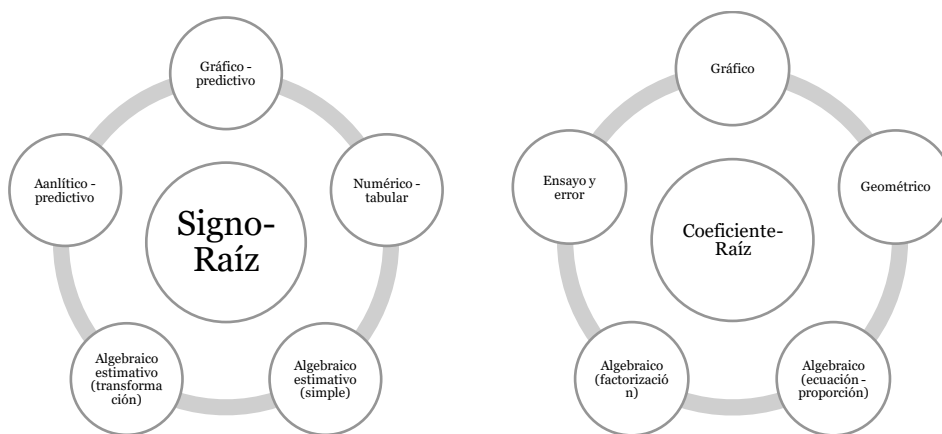 Gráfico -
predictivo
Aanlítico -
predictivo
Numérico -
tabular
Signo-
Raíz
Algebraico
estimativo
(transforma
ción)
Algebraico
estimativo
(simple)
Gráfico
Ensayo y
error
Geométrico
Coeficiente-
Raíz
Algebraico
(factorizació
n)
Algebraico
(ecuación -
proporción)